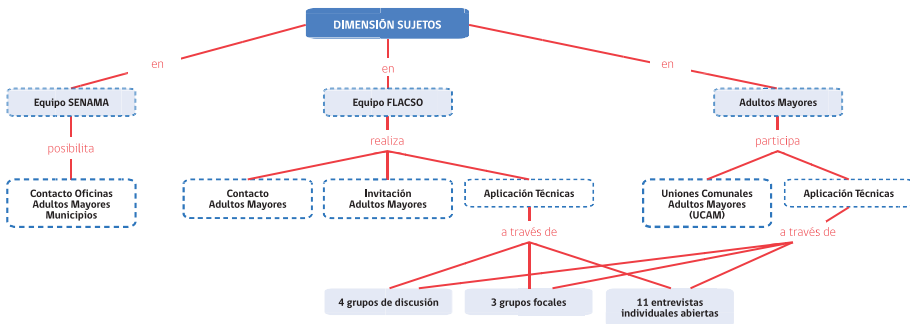 DIMENSIÓN SUJETOS
en
en
en
Equipo SENAMA
Equipo FLACSO
Adultos Mayores
posibilita
realiza
participa
Contacto Oficinas
Adultos Mayores
Municipios
Contacto
Adultos Mayores
Invitación
Adultos Mayores
Aplicación Técnicas
Uniones Comunales
Adultos Mayores
(UCAM)
Aplicación Técnicas
a través de
a través de
4 grupos de discusión
3 grupos focales
11 entrevistas
individuales abiertas